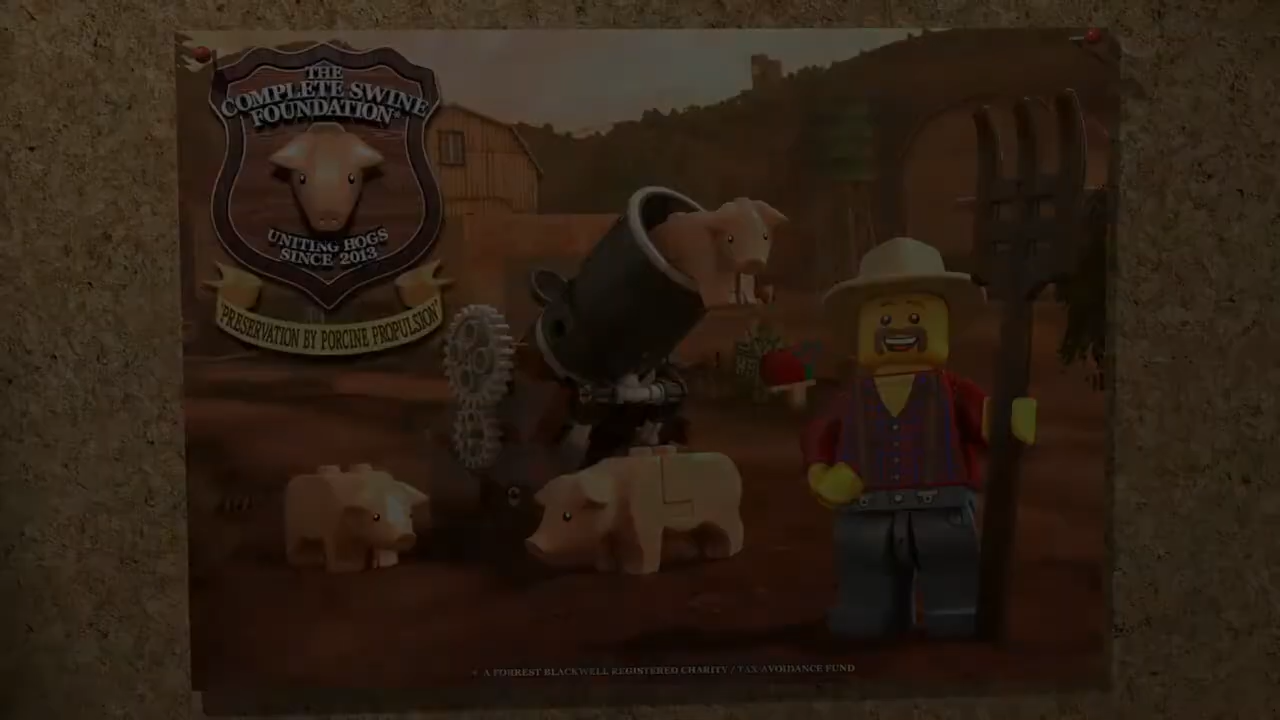 THE
COMPLETE SWINE
FOUNDATION*
UNITING HOGS
SINCE 2013
'PRESERVATION BY PORCINE PROPULSION'
* A FORREST BLACKWELL REGISTERED CHARITY / TAX AVOIDANCE FUND